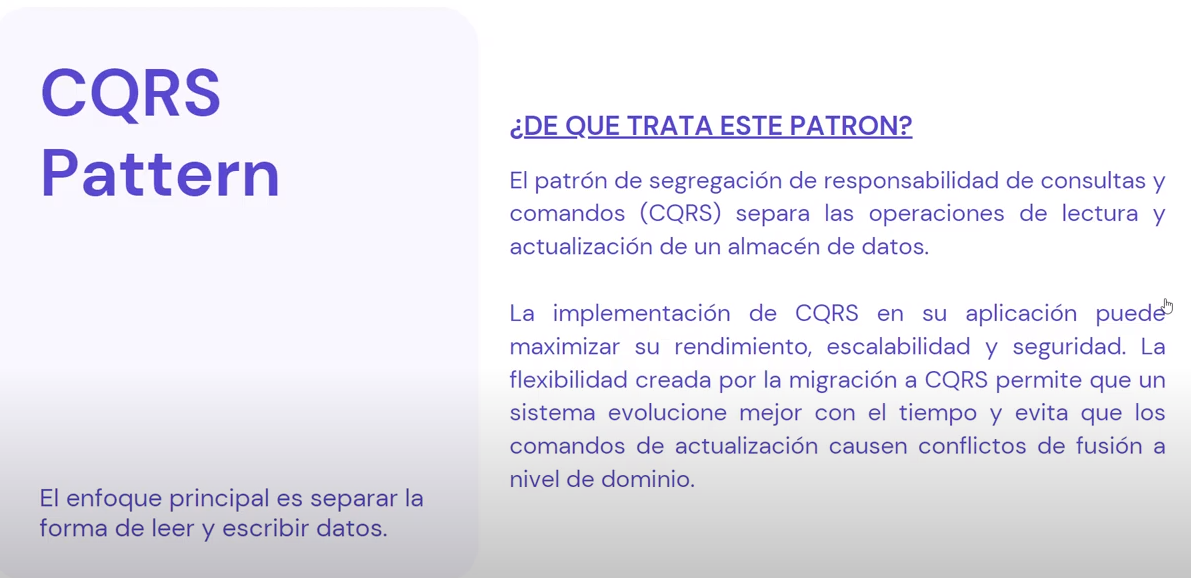 CQRS
Pattern
El enfoque principal es separar la
forma de leer y escribir datos.
¿DE QUE TRATA ESTE PATRON?
El patrón de segregación de responsabilidad de consultas y
comandos (CQRS) separa las operaciones de lectura y
actualización de un almacén de datos.
La implementación de CQRS en su aplicación puede
maximizar su rendimiento, escalabilidad y seguridad. La
flexibilidad creada por la migración a CQRS permite que un
sistema evolucione mejor con el tiempo y evita que los
comandos de actualización causen conflictos de fusión a
nivel de dominio.